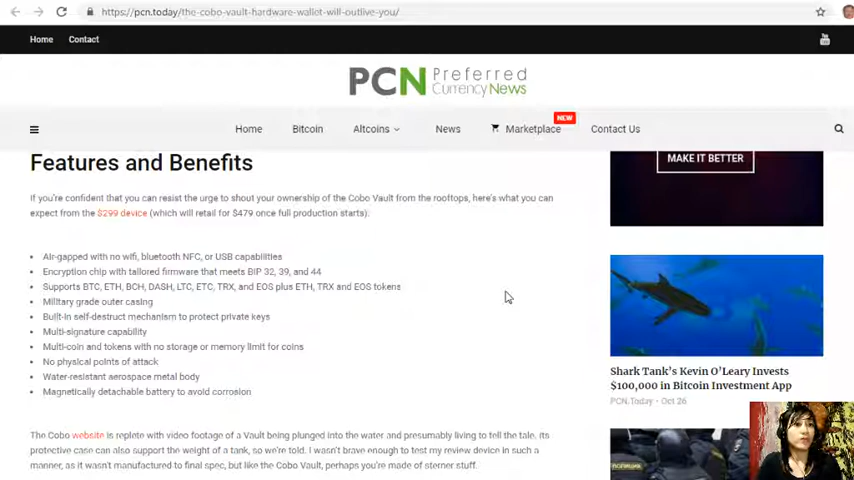 https://pcn.today/the-cobo-vault-hardware-wallet-will-outlive-you/
Home Contact
PCN Preferred
Currency News
NEW
Home Bitcoin Altcoins News Marketplace Contact Us
Features and Benefits
If you're confident that you can resist the urge to shout your ownership of the Cobo Vault from the rooftops, here's what you can
expect from the $299 device (which will retail for $479 once full production starts):
• Air-gapped with no wifi, bluetooth NFC, or USB capabilities
• Encryption chip with tailored firmware that meets BIP 32, 39, and 44
• Supports BTC, ETH, BCH, DASH, LTC, ETC, TRX, and EOS plus ETH, TRX and EOS tokens
• Military grade outer casing
• Built-in self-destruct mechanism to protect private keys
• Multi-signature capability
• Multi-coin and tokens with no storage or memory limit for coins
• No physical points of attack
• Water-resistant aerospace metal body
• Magnetically detachable battery to avoid corrosion
The Cobo website is replete with video footage of a Vault being plunged into the water and presumably living to tell the tale. Its
protective case can also support the weight of a tank, so we're told. I wasn't brave enough to test my review device in such a
manner, as it wasn't manufactured to final spec, but like the Cobo Vault, perhaps you're made of sterner stuff.
MAKE IT BETTER
Shark Tank's Kevin O'Leary Invests
$100,000 in Bitcoin Investment App
PCN.Today - Oct 26